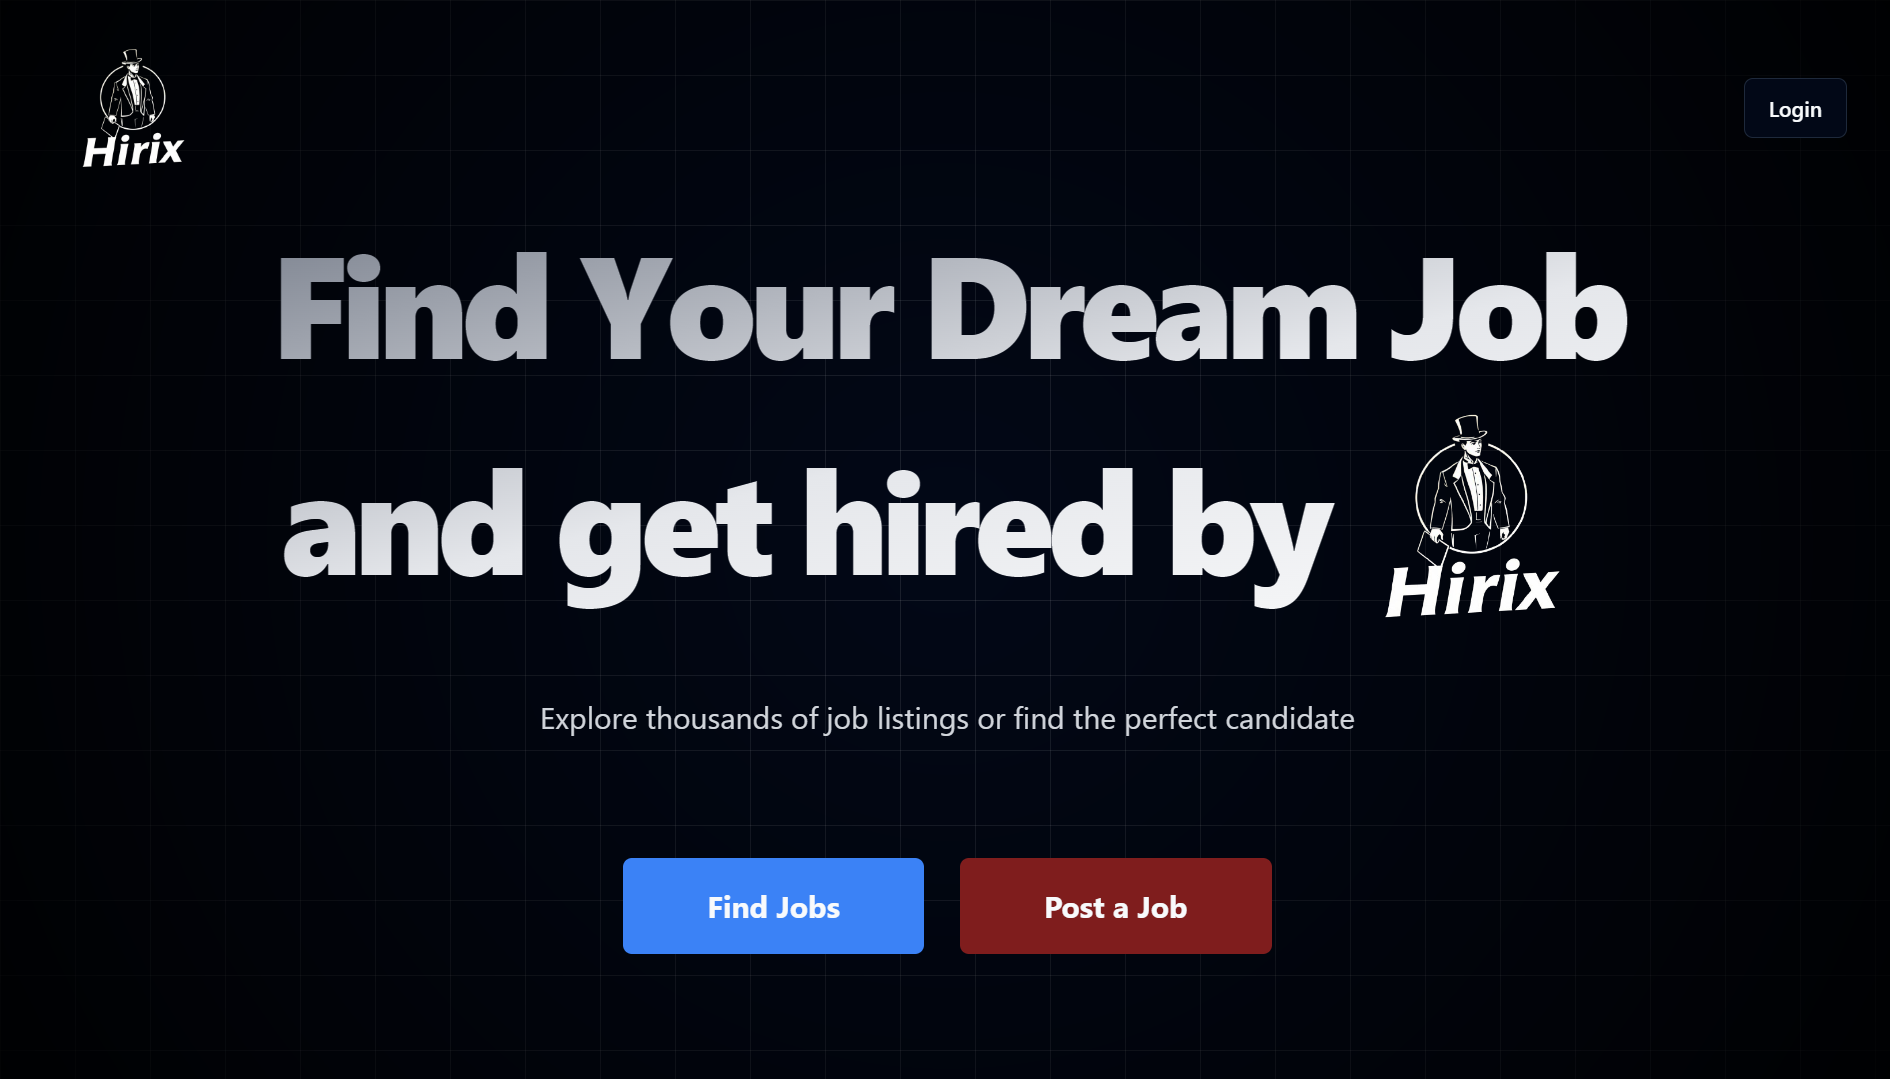 Hirix
Login
Find Your Dream Job
and get hired by Hirix
Explore thousands of job listings or find the perfect candidate
Find Jobs
Post a Job